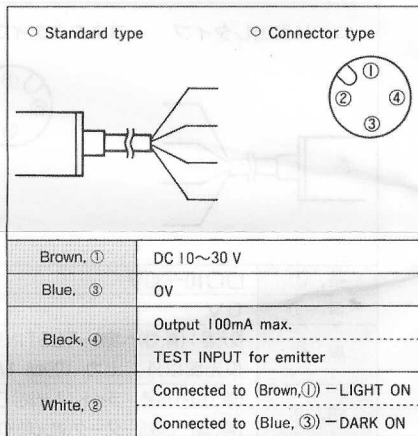 ○ Standard type
○ Connector type
①
②
④
③
Brown, ① DC 10～30 V
Blue, ③ 0V
Black, ④ Output 100mA max.
TEST INPUT for emitter
White, ② Connected to (Brown,①)－LIGHT ON
Connected to (Blue, ③)－DARK ON